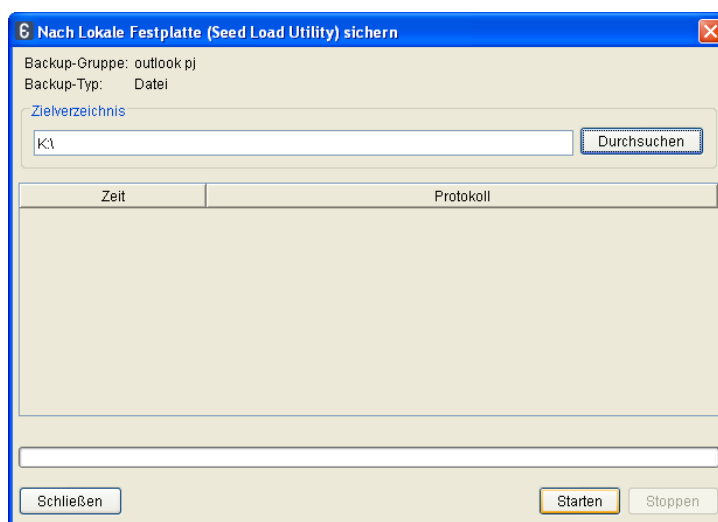 Nach Lokale Festplatte (Seed Load Utility) sichern
Backup-Gruppe: outlook pj
Backup-Typ: Datei
Zielverzeichnis
K:\
Durchsuchen
Zeit Protokoll
Schließen Starten Stoppen